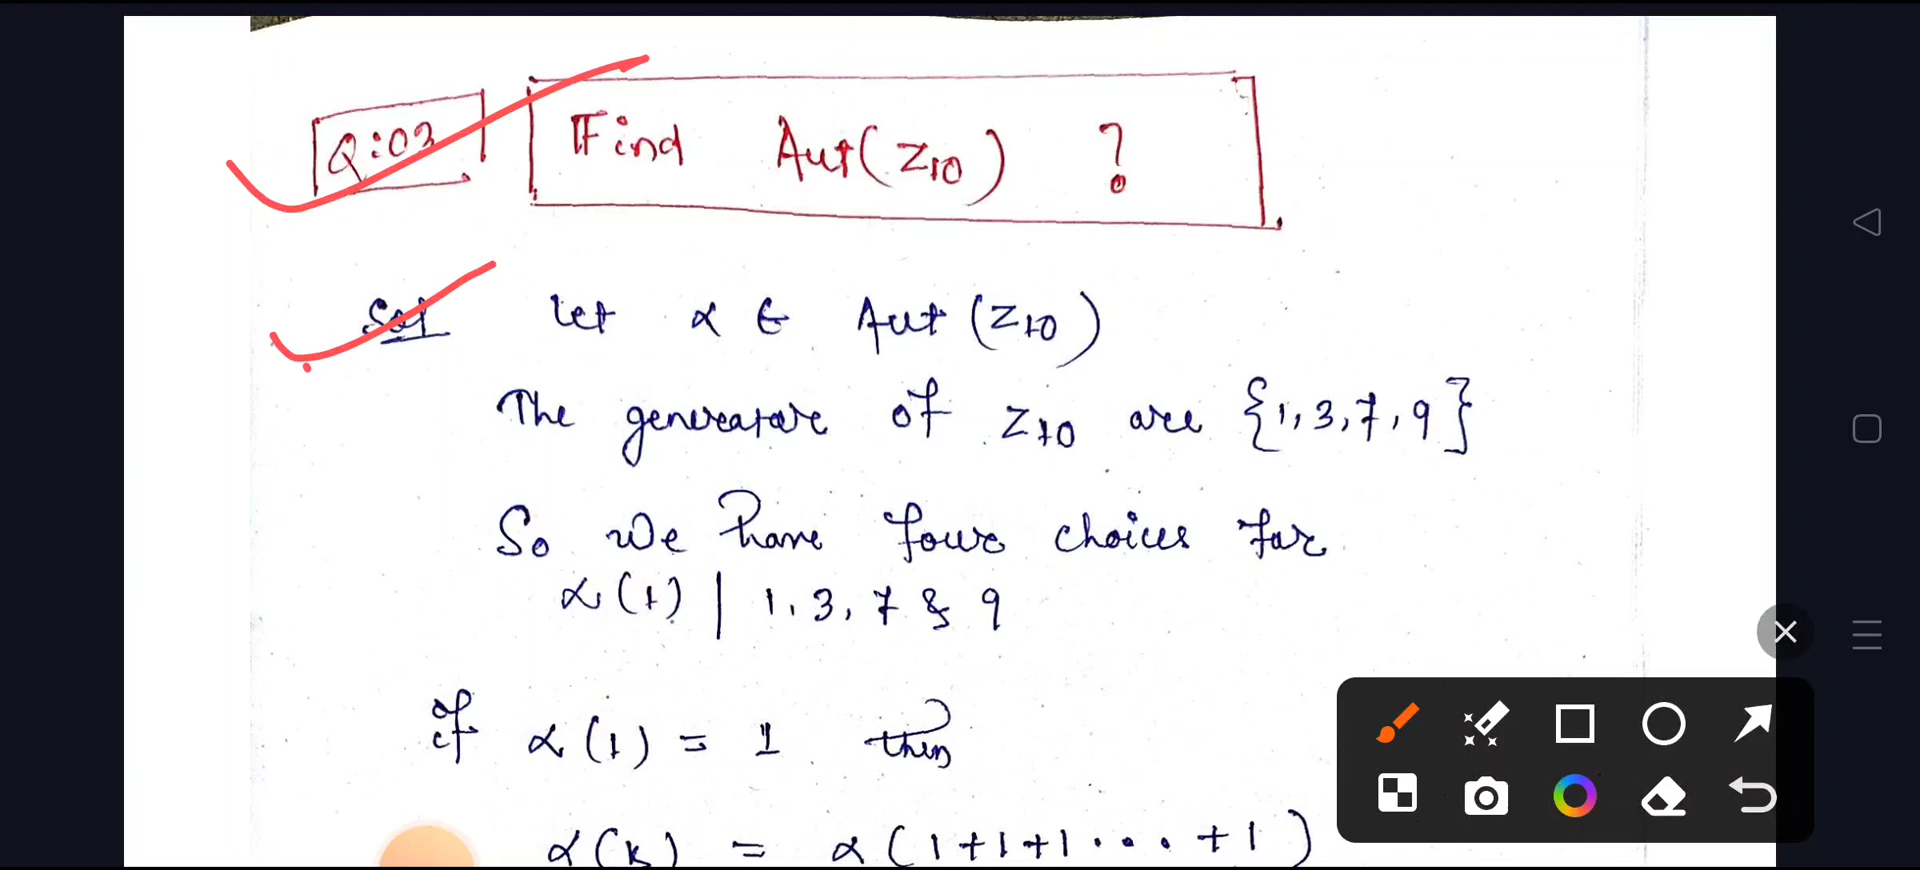 Q:03 Find Aut(Z10) ?
Sol let α ∈ Aut (Z10)
The generator of Z10 are {1, 3, 7, 9}
So we have four choices for
α(1) | 1, 3, 7 & 9
if α(1) = 1 then
α(k) = α(1+1+1....+1)